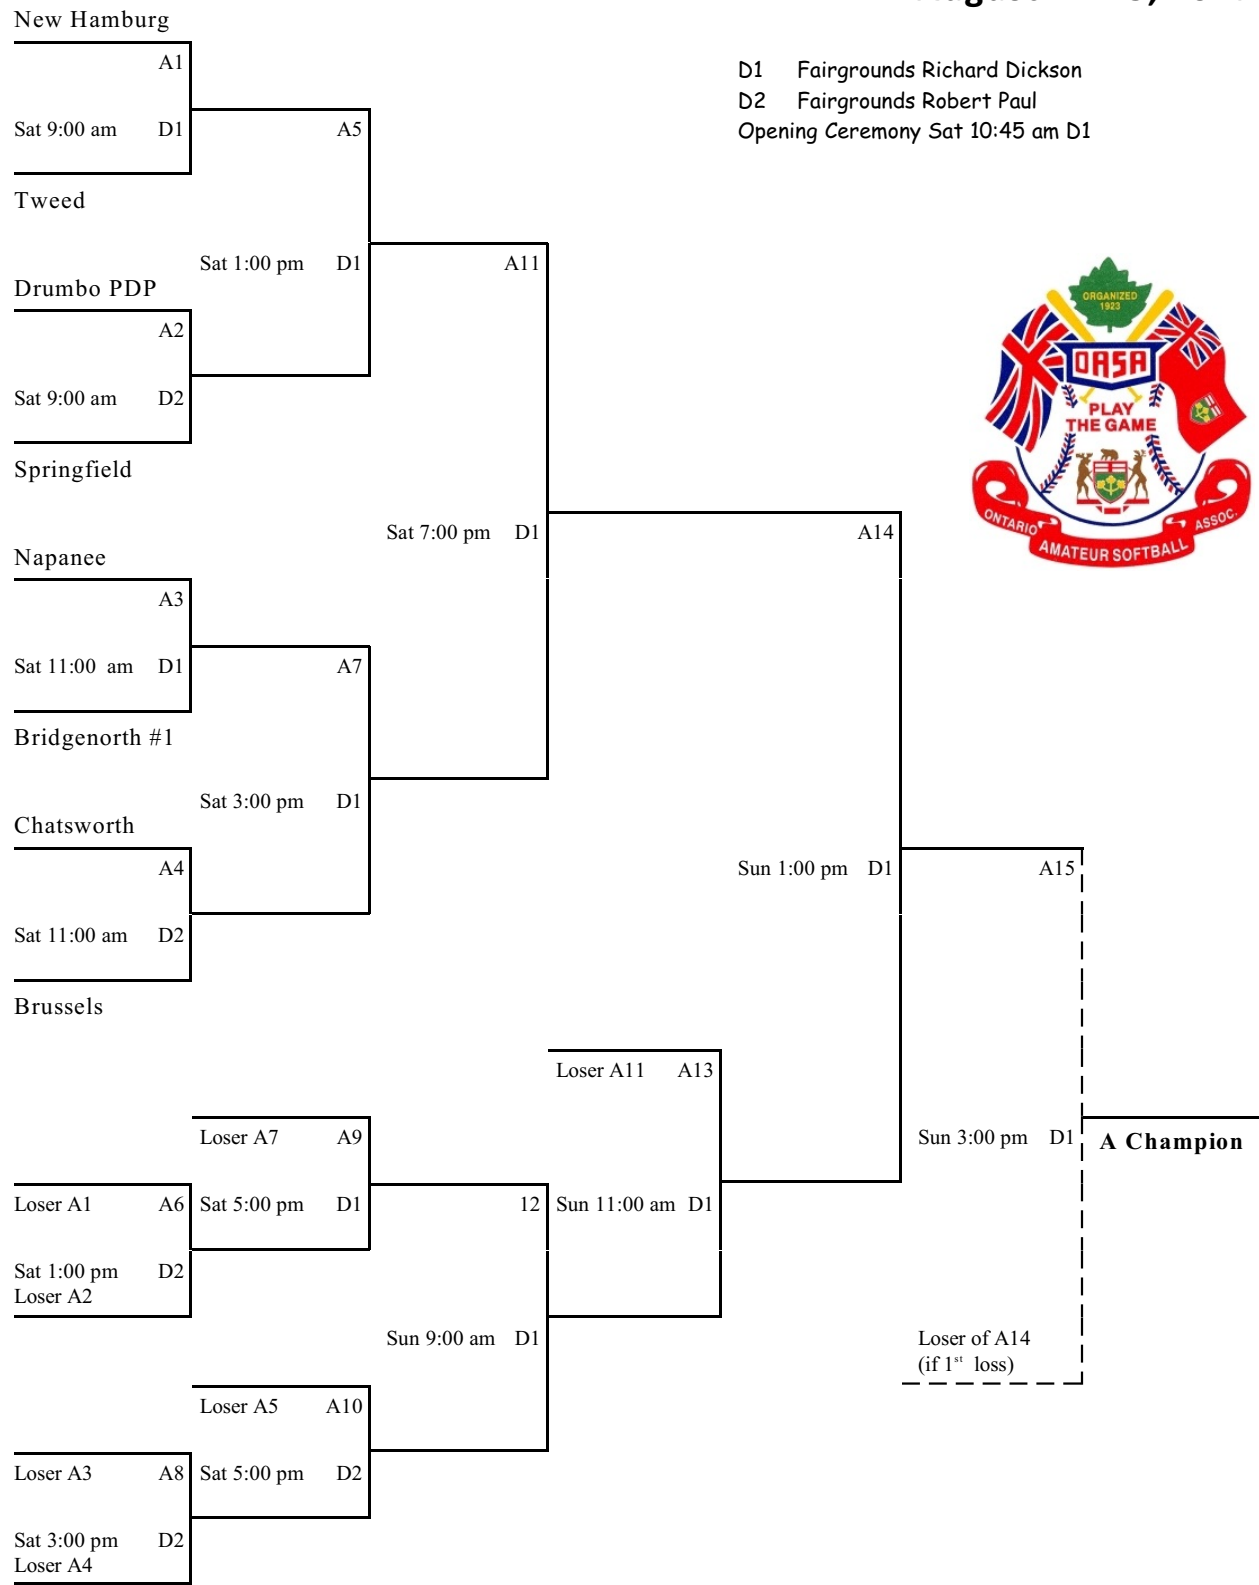 New Hamburg
A1
Sat 9:00 am D1
Tweed
A5
Sat 1:00 pm D1
Drumbo PDP
A2
Sat 9:00 am D2
Springfield
A11
Sat 7:00 pm D1
Napanee
A3
Sat 11:00 am D1
Bridgenorth #1
A7
Sat 3:00 pm D1
Chatsworth
A4
Sat 11:00 am D2
Brussels
D1 Fairgrounds Richard Dickson
D2 Fairgrounds Robert Paul
Opening Ceremony Sat 10:45 am D1
ORGANIZED
1923
OASA
PLAY
THE GAME
ONTARIO
AMATEUR SOFTBALL
ASSOC.
A14
Sun 1:00 pm D1
A15
Sun 3:00 pm D1
A Champion
Loser of A14
(if 1st loss)
Loser A11 A13
Sun 11:00 am D1
Loser A7 A9
Sat 5:00 pm D1
Loser A1 A6
Sat 1:00 pm D2
Loser A2
12
Sun 9:00 am D1
Loser A5 A10
Sat 5:00 pm D2
Loser A3 A8
Sat 3:00 pm D2
Loser A4